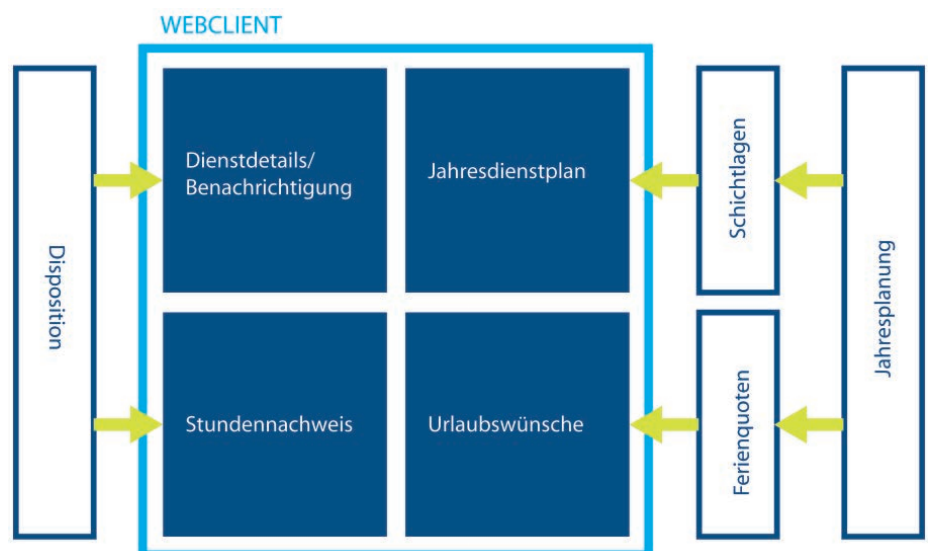 WEBCLIENT
Disposition
Dienstdetails/
Benachrichtigung
Jahresdienstplan
Stundennachweis
Urlaubswünsche
Schichtlagen
Ferienquoten
Jahresplanung